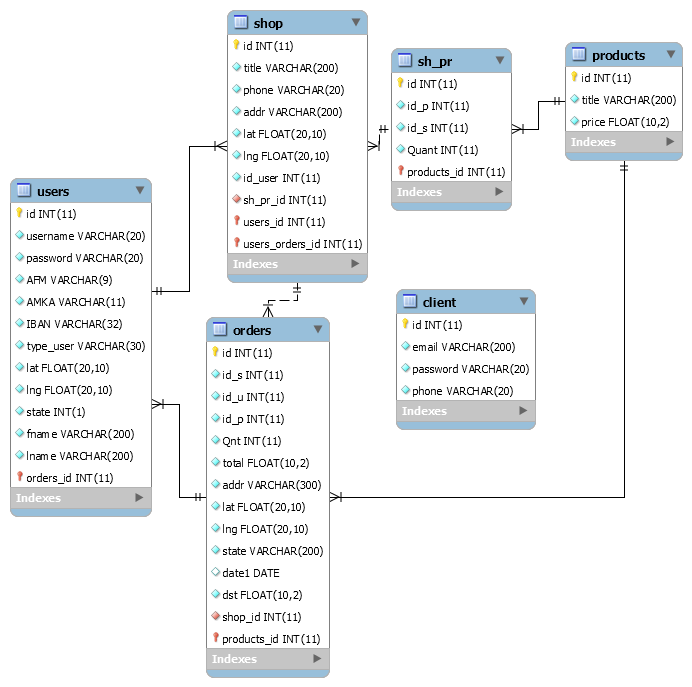 shop
id INT(11)
title VARCHAR(200)
phone VARCHAR(20)
addr VARCHAR(200)
lat FLOAT(20,10)
lng FLOAT(20,10)
id_user INT(11)
sh_pr_id INT(11)
users_id INT(11)
users_orders_id INT(11)
Indexes
sh_pr
id INT(11)
id_p INT(11)
id_s INT(11)
Quant INT(11)
products_id INT(11)
Indexes
products
id INT(11)
title VARCHAR(200)
price FLOAT(10,2)
Indexes
users
id INT(11)
username VARCHAR(20)
password VARCHAR(20)
AFM VARCHAR(9)
AMKA VARCHAR(11)
IBAN VARCHAR(32)
type_user VARCHAR(30)
lat FLOAT(20,10)
lng FLOAT(20,10)
state INT(1)
fname VARCHAR(200)
lname VARCHAR(200)
orders_id INT(11)
Indexes
client
id INT(11)
email VARCHAR(200)
password VARCHAR(20)
phone VARCHAR(20)
Indexes
orders
id INT(11)
id_s INT(11)
id_u INT(11)
id_p INT(11)
Qnt INT(11)
total FLOAT(10,2)
addr VARCHAR(300)
lat FLOAT(20,10)
lng FLOAT(20,10)
state VARCHAR(200)
date1 DATE
dst FLOAT(10,2)
shop_id INT(11)
products_id INT(11)
Indexes